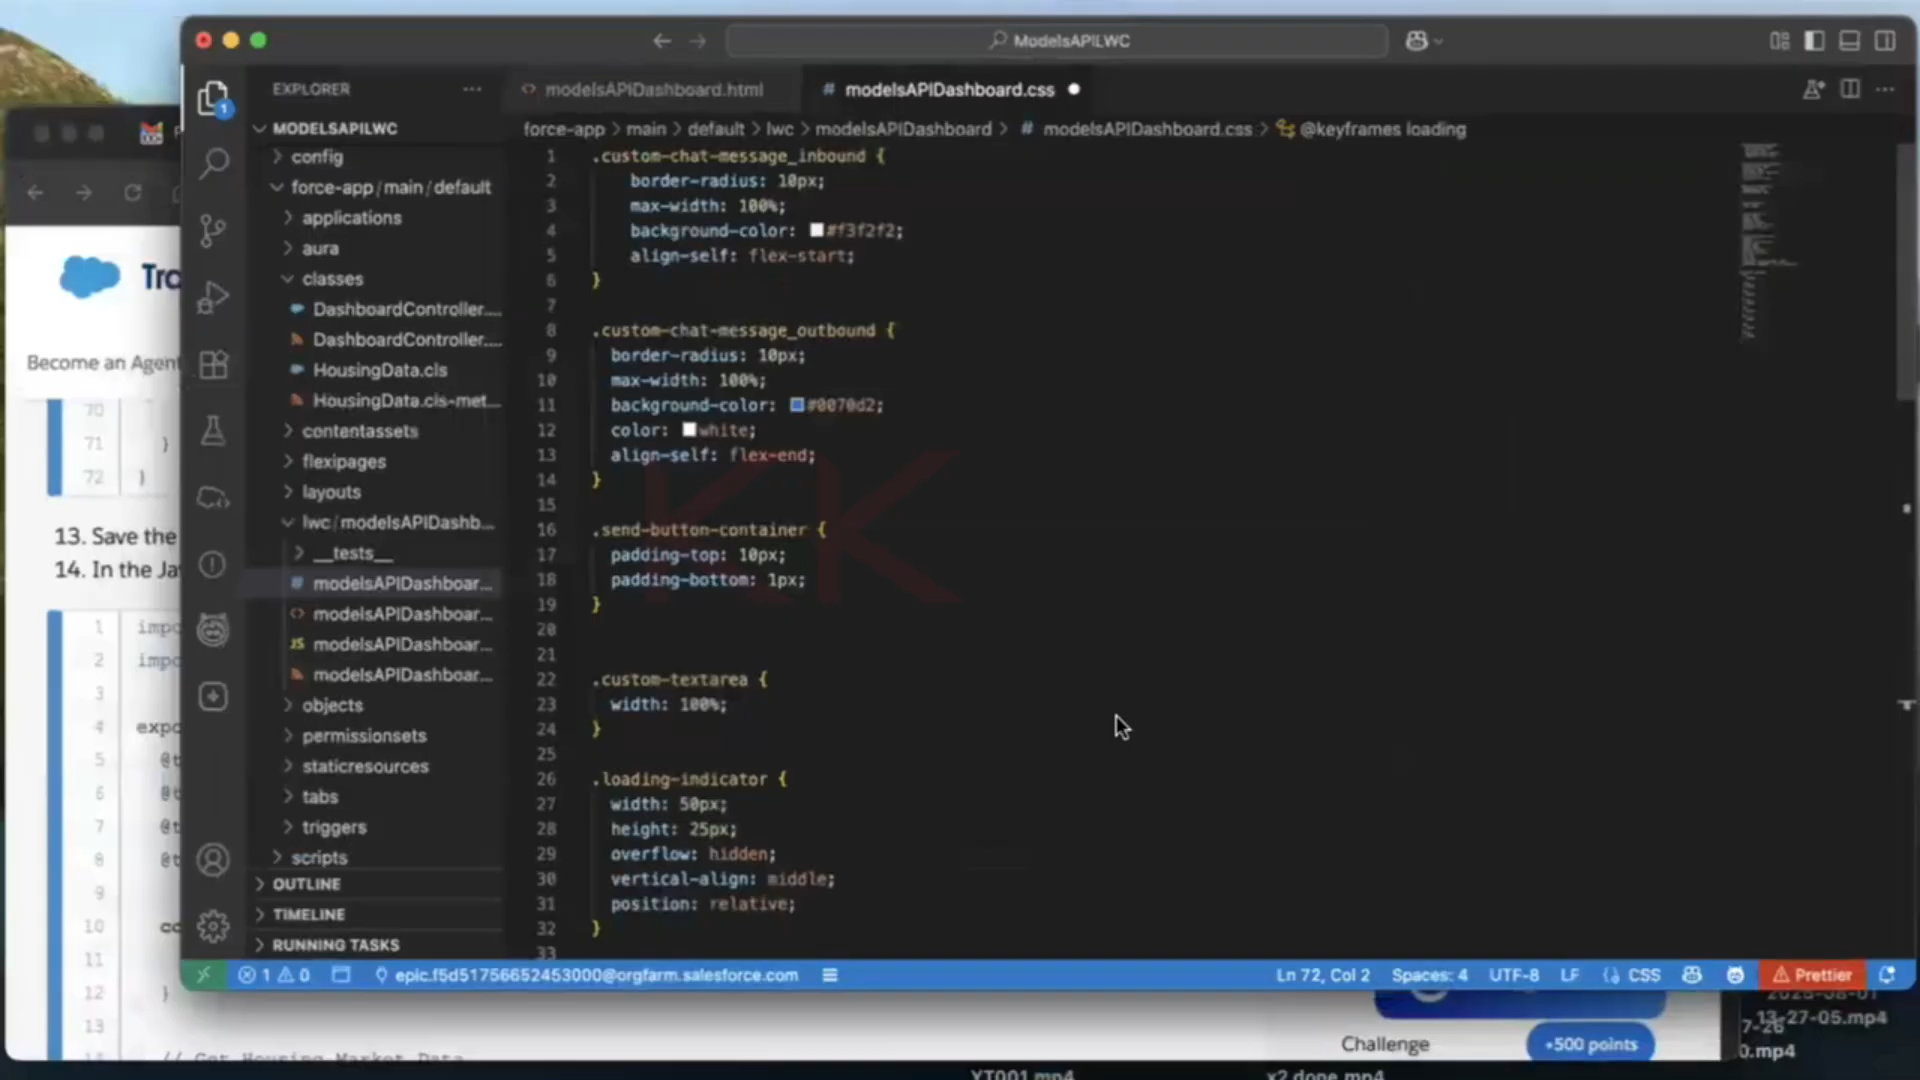 ModelsAPILWC
EXPLORER
modelsAPIDashboard.html
# modelsAPIDashboard.css
force-app > main > default > lwc > modelsAPIDashboard > # modelsAPIDashboard.css > @keyframes loading
MODELSAPILWC
config
force-app/main/default
applications
aura
classes
DashboardController....
DashboardController....
HousingData.cls
HousingData.cls-met...
contentassets
flexipages
layouts
lwc/modelsAPIDashb...
__tests__
# modelsAPIDashboar...
modelsAPIDashboar...
JS modelsAPIDashboar...
modelsAPIDashboar...
objects
permissionsets
staticresources
tabs
triggers
scripts
OUTLINE
TIMELINE
RUNNING TASKS
1 .custom-chat-message_inbound {
2 border-radius: 10px;
3 max-width: 100%;
4 background-color: #f3f2f2;
5 align-self: flex-start;
6 }
7
8 .custom-chat-message_outbound {
9 border-radius: 10px;
10 max-width: 100%;
11 background-color: #0070d2;
12 color: white;
13 align-self: flex-end;
14 }
15
16 .send-button-container {
17 padding-top: 10px;
18 padding-bottom: 1px;
19 }
20
21
22 .custom-textarea {
23 width: 100%;
24 }
25
26 .loading-indicator {
27 width: 50px;
28 height: 25px;
29 overflow: hidden;
30 vertical-align: middle;
31 position: relative;
32 }
33
KK
1 0 epic.f5d51756652453000@orgfarm.salesforce.com
Ln 72, Col 2 Spaces: 4 UTF-8 LF CSS Prettier
Become an Agent
70
71 }
72 }
13. Save the
14. In the Ja
1 impo
2 impo
3
4 expo
5 @t
6 @t
7 @t
8 @t
9
10 co
11
12 }
13
// Get Housing Market Data
Challenge
+500 points
13-27-05.mp4
7-26
0.mp4
YT001.mp4
x2 done.mp4